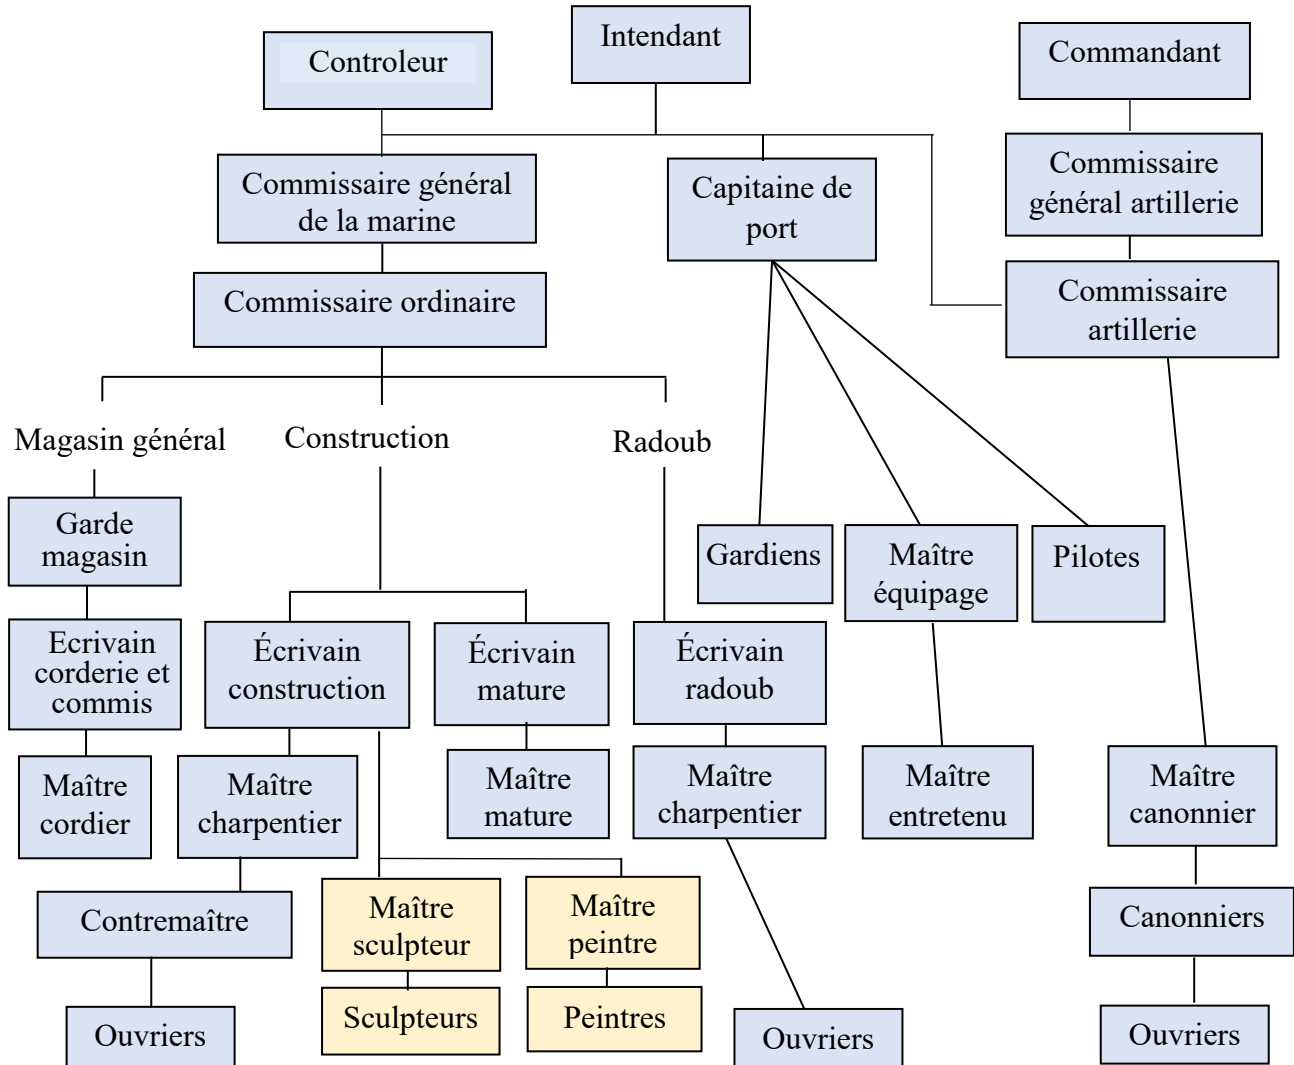 Controleur
Intendant
Commandant
Commissaire général
de la marine
Capitaine de
port
Commissaire
général artillerie
Commissaire ordinaire
Commissaire
artillerie
Magasin général
Construction
Radoub
Garde
magasin
Gardiens
Maître
équipage
Pilotes
Ecrivain
corderie et
commis
Écrivain
construction
Écrivain
mature
Écrivain
radoub
Maître
cordier
Maître
charpentier
Maître
mature
Maître
charpentier
Maître
entretenu
Maître
canonnier
Contremaître
Maître
sculpteur
Maître
peintre
Canonniers
Ouvriers
Sculpteurs
Peintres
Ouvriers
Ouvriers